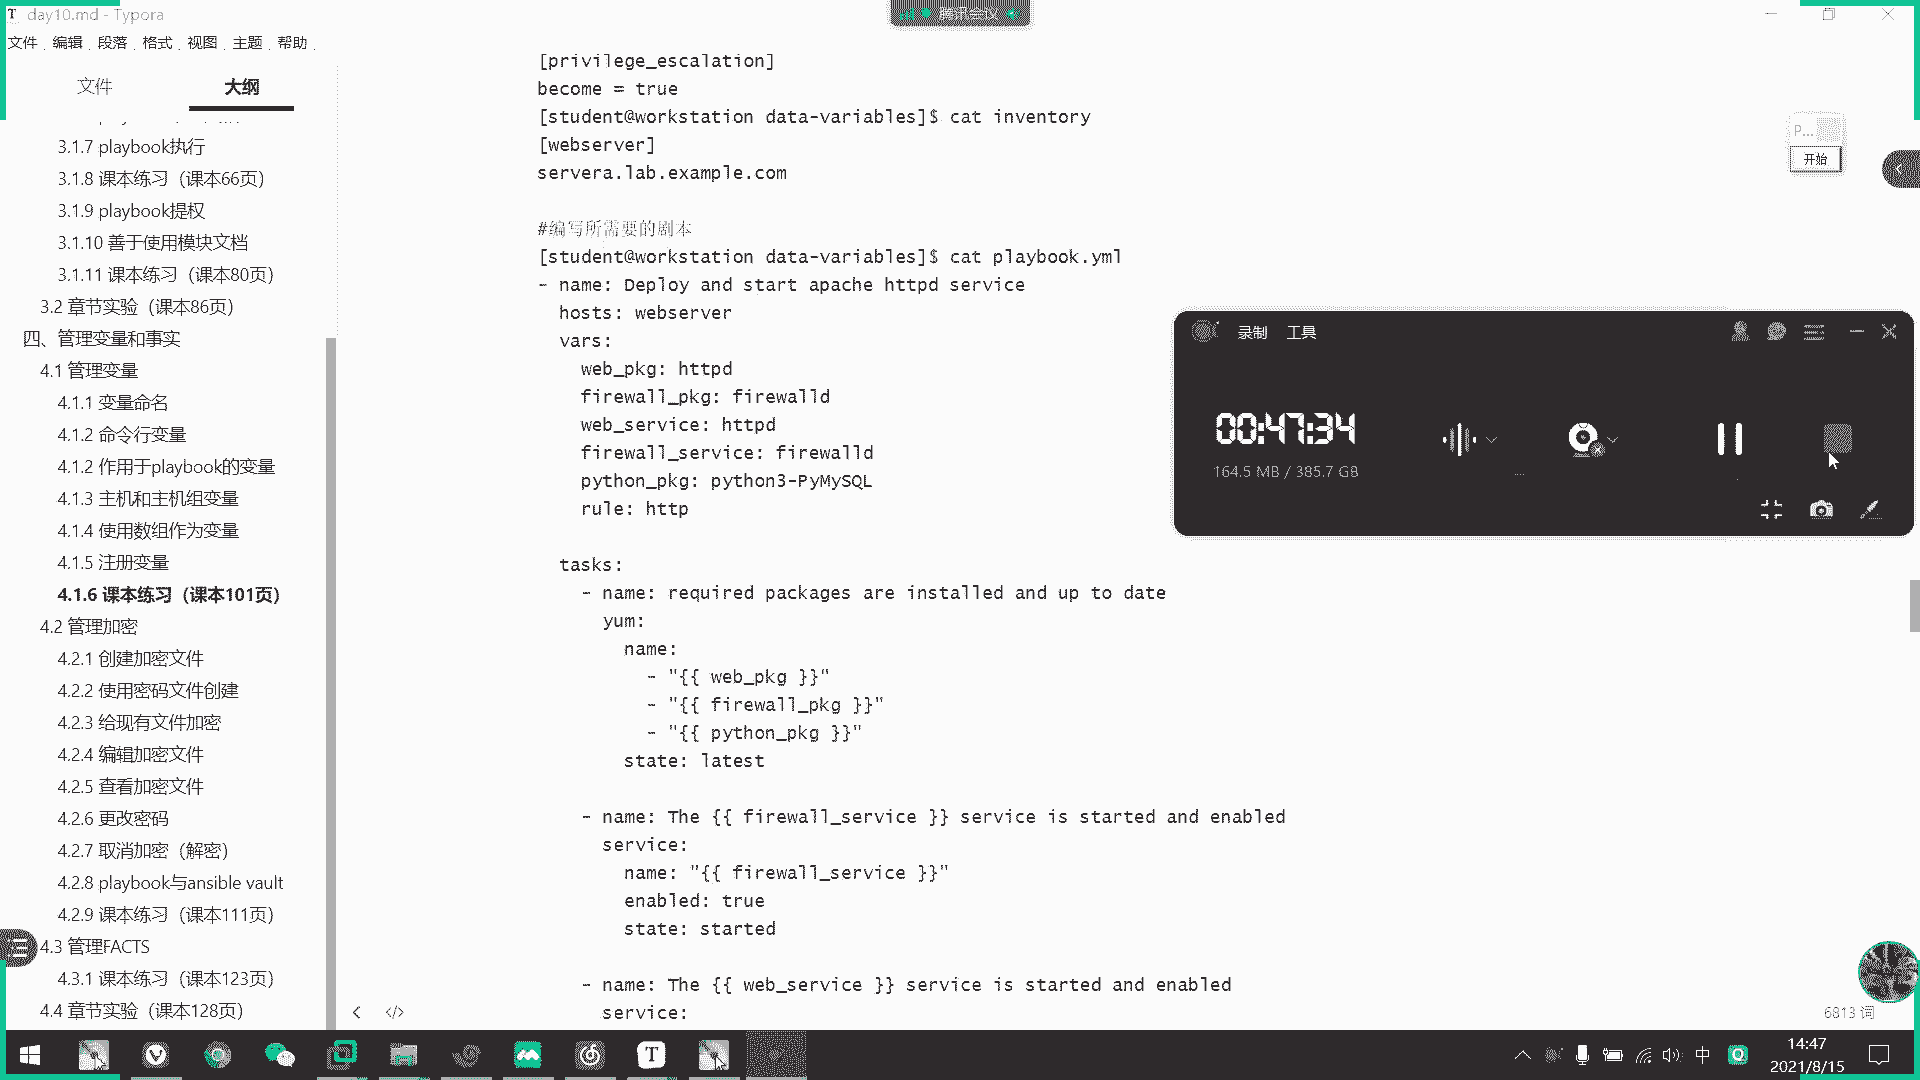 day10.md - Typora
腾讯会议
文件 编辑 段落 格式 视图 主题 帮助
文件 大纲
3.1.7 playbook执行
3.1.8 课本练习（课本66页）
3.1.9 playbook提权
3.1.10 善于使用模块文档
3.1.11 课本练习（课本80页）
3.2 章节实验（课本86页）
四、管理变量和事实
4.1 管理变量
4.1.1 变量命名
4.1.2 命令行变量
4.1.2 作用于playbook的变量
4.1.3 主机和主机组变量
4.1.4 使用数组作为变量
4.1.5 注册变量
4.1.6 课本练习（课本101页）
4.2 管理加密
4.2.1 创建加密文件
4.2.2 使用密码文件创建
4.2.3 给现有文件加密
4.2.4 编辑加密文件
4.2.5 查看加密文件
4.2.6 更改密码
4.2.7 取消加密（解密）
4.2.8 playbook与ansible vault
4.2.9 课本练习（课本111页）
4.3 管理FACTS
4.3.1 课本练习（课本123页）
4.4 章节实验（课本128页）
[privilege_escalation]
become = true
[student@workstation data-variables]$ cat inventory
[webserver]
servera.lab.example.com
#编写所需要的剧本
[student@workstation data-variables]$ cat playbook.yml
- name: Deploy and start apache httpd service
hosts: webserver
vars:
web_pkg: httpd
firewall_pkg: firewalld
web_service: httpd
firewall_service: firewalld
python_pkg: python3-PyMySQL
rule: http
tasks:
- name: required packages are installed and up to date
yum:
name:
- "{{ web_pkg }}"
- "{{ firewall_pkg }}"
- "{{ python_pkg }}"
state: latest
- name: The {{ firewall_service }} service is started and enabled
service:
name: "{{ firewall_service }}"
enabled: true
state: started
- name: The {{ web_service }} service is started and enabled
service:
P...
开始
录制 工具
00:47:34
164.5 MB / 385.7 GB
6813 词
中
14:47
2021/8/15